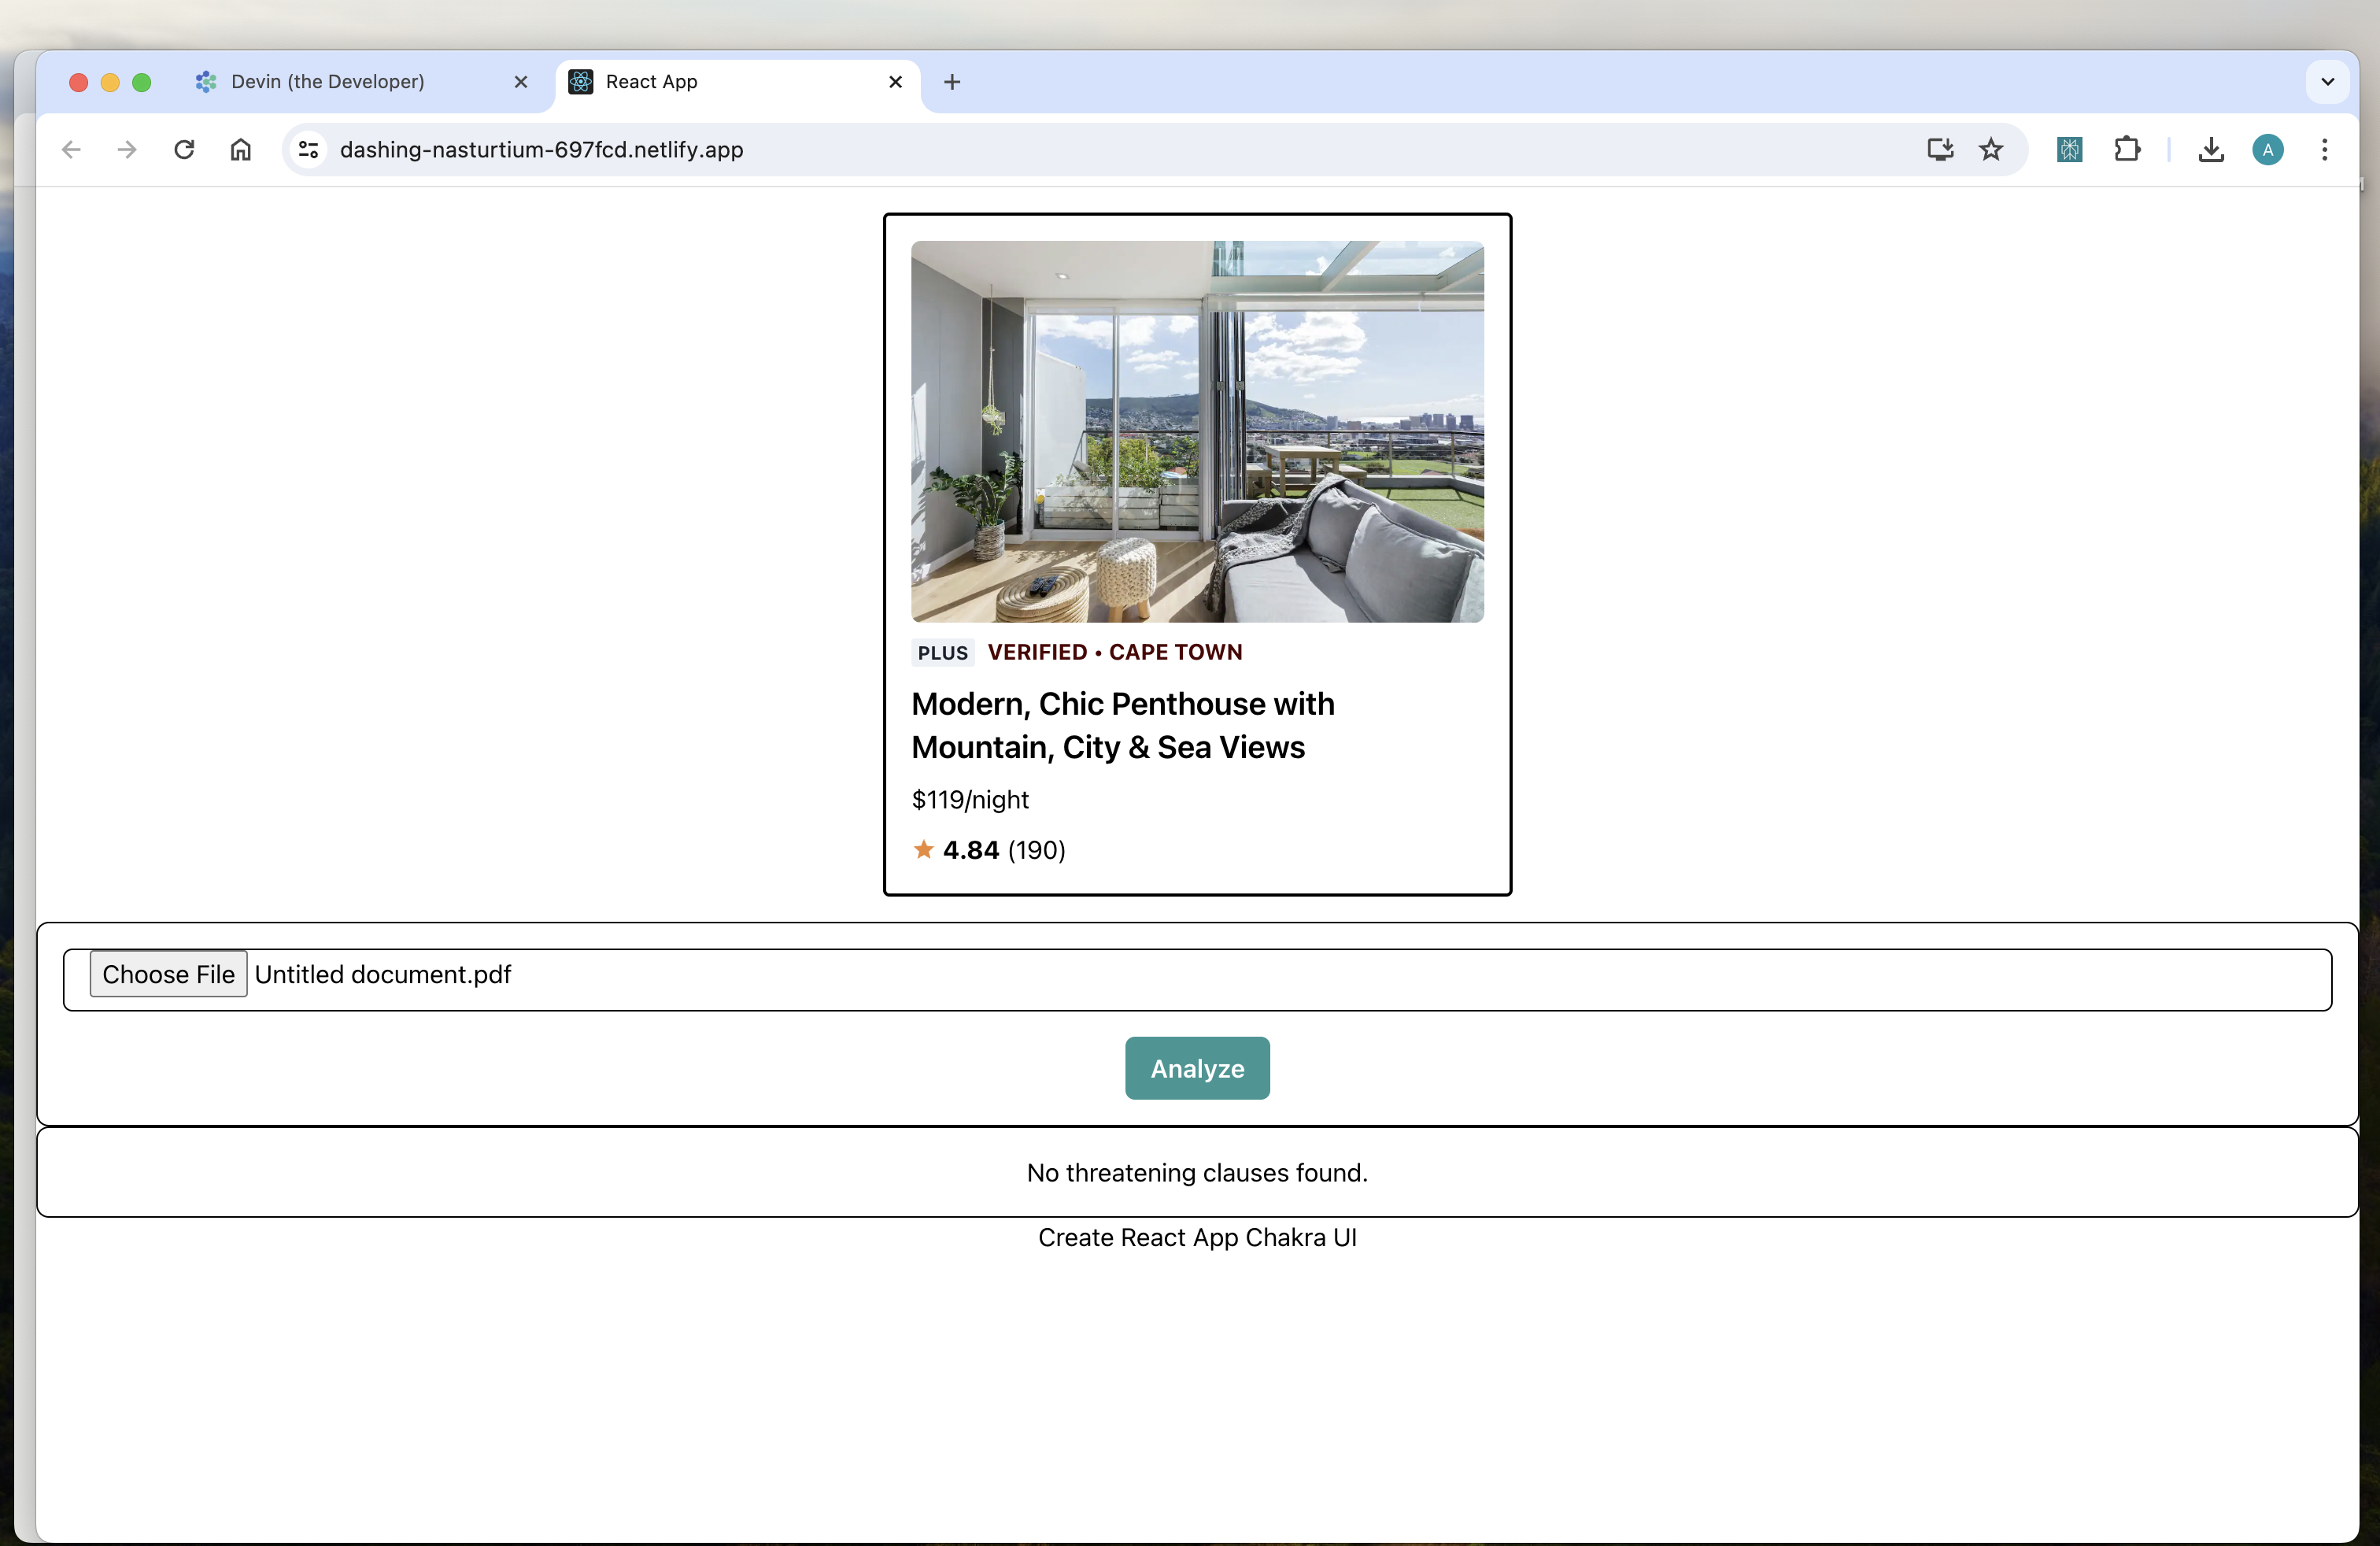 Devin (the Developer)
React App
dashing-nasturtium-697fcd.netlify.app
A
PLUS VERIFIED • CAPE TOWN
Modern, Chic Penthouse with
Mountain, City & Sea Views
$119/night
4.84 (190)
Choose File Untitled document.pdf
Analyze
No threatening clauses found.
Create React App Chakra UI